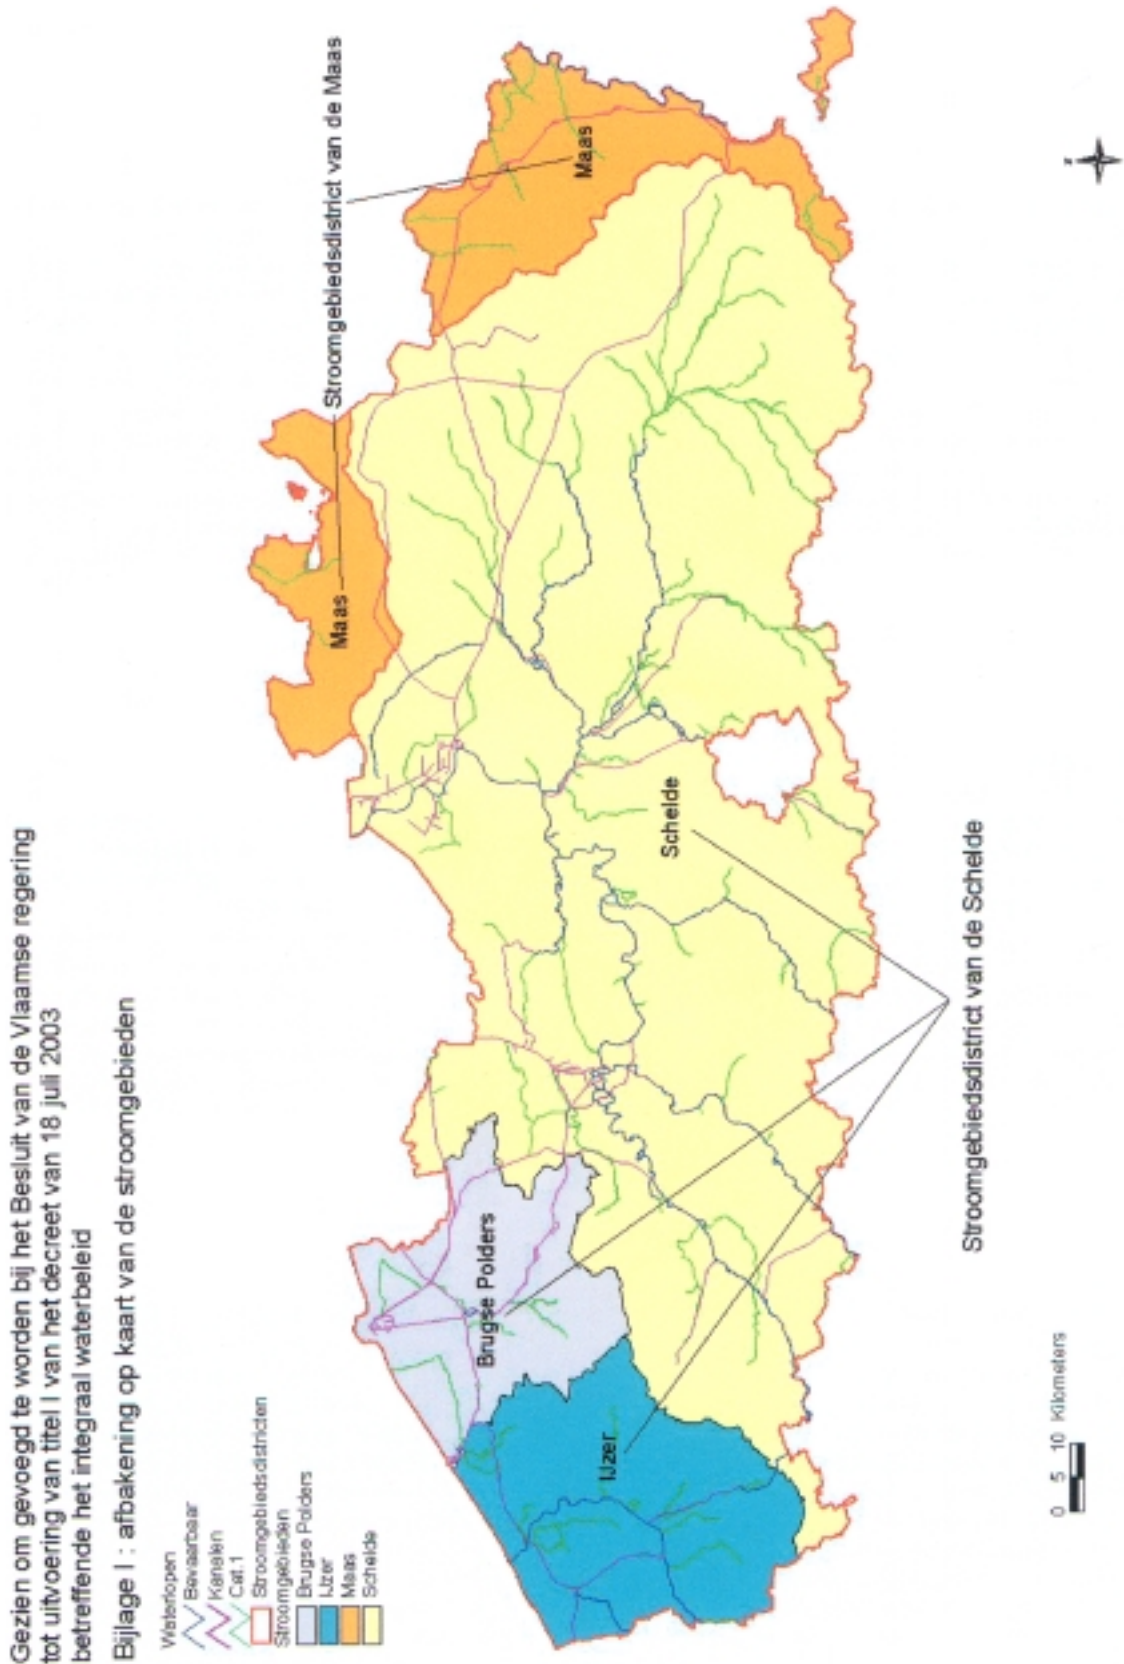 Gezien om gevoegd te worden bij het Besluit van de Vlaamse regering
tot uitvoering van titel I van het decreet van 18 juli 2003
betreffende het integraal waterbeleid
Bijlage I : afbakening op kaart van de stroomgebieden
Waterlopen
Bevaarbaar
Kanalen
Cat.1
Stroomgebiedsdistricten
Stroomgebieden
Brugse Polders
IJzer
Maas
Schelde
Stroomgebiedsdistrict van de Maas
Maas
Maas
Brugse Polders
IJzer
Schelde
Stroomgebiedsdistrict van de Schelde
0 5 10 Kilometers
N